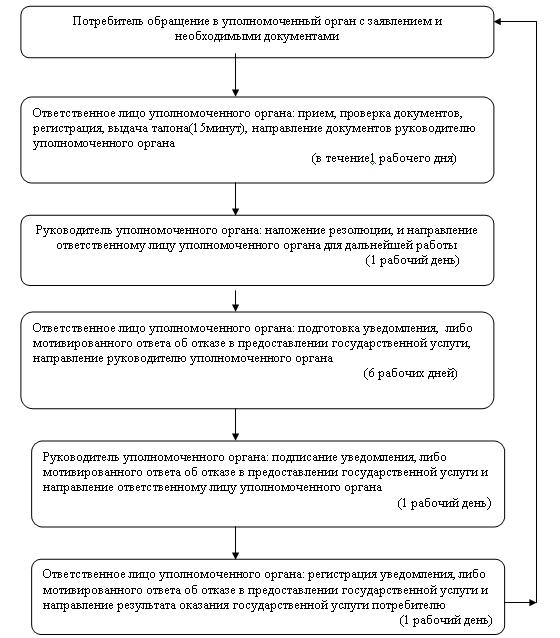 Потребитель обращение в уполномоченный орган с заявлением и
необходимыми документами
Ответственное лицо уполномоченного органа: прием, проверка документов,
регистрация, выдача талона(15минут), направление документов руководителю
уполномоченного органа
(в течение1 рабочего дня)
Руководитель уполномоченного органа: наложение резолюции, и направление
ответственному лицу уполномоченного органа для дальнейшей работы
(1 рабочий день)
Ответственное лицо уполномоченного органа: подготовка уведомления, либо
мотивированного ответа об отказе в предоставлении государственной услуги,
направление руководителю уполномоченного органа
(6 рабочих дней)
Руководитель уполномоченного органа: подписание уведомления, либо
мотивированного ответа об отказе в предоставлении государственной услуги и
направление ответственному лицу уполномоченного органа
(1 рабочий день)
Ответственное лицо уполномоченного органа: регистрация уведомления, либо
мотивированного ответа об отказе в предоставлении государственной услуги и
направление результата оказания государственной услуги потребителю
(1 рабочий день)